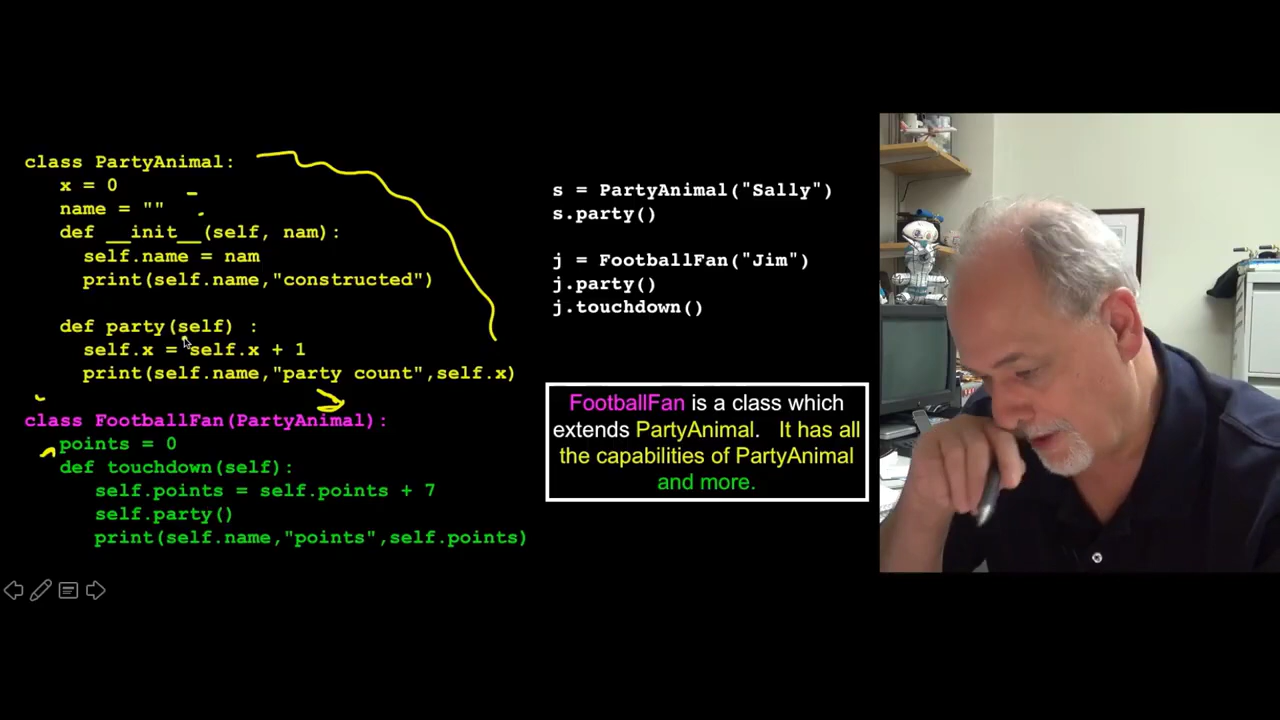 class PartyAnimal:
x = 0
name = ""
def __init__(self, nam):
self.name = nam
print(self.name,"constructed")
def party(self) :
self.x = self.x + 1
print(self.name,"party count",self.x)
class FootballFan(PartyAnimal):
points = 0
def touchdown(self):
self.points = self.points + 7
self.party()
print(self.name,"points",self.points)
s = PartyAnimal("Sally")
s.party()
j = FootballFan("Jim")
j.party()
j.touchdown()
FootballFan is a class which
extends PartyAnimal. It has all
the capabilities of PartyAnimal
and more.